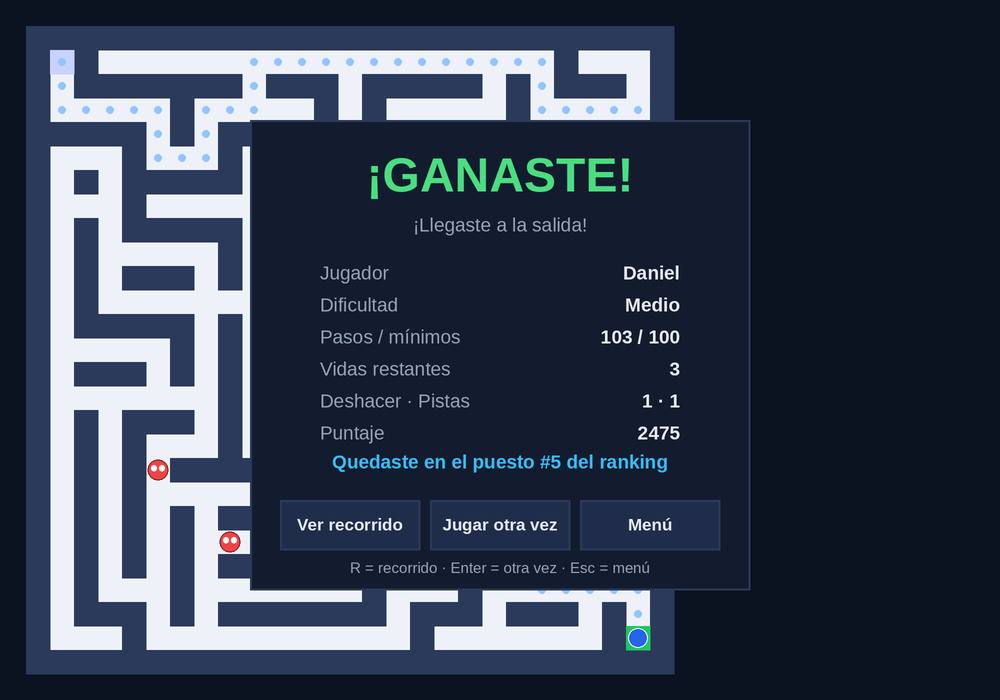 ¡GANASTE!
¡Llegaste a la salida!
Jugador Daniel
Dificultad Medio
Pasos / mínimos 103 / 100
Vidas restantes 3
Deshacer · Pistas 1 · 1
Puntaje 2475
Quedaste en el puesto #5 del ranking
Ver recorrido Jugar otra vez Menú
R = recorrido · Enter = otra vez · Esc = menú